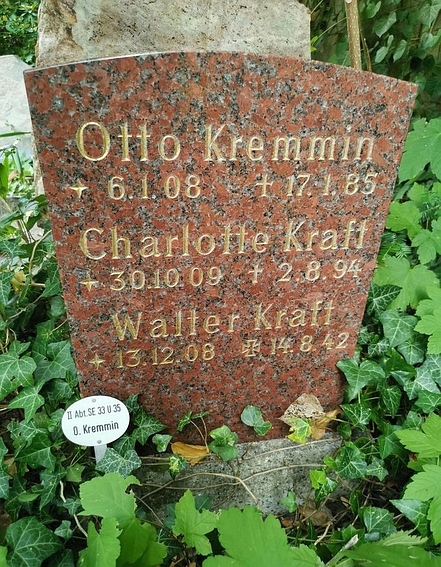 Otto Kremmin
✦ 6.1.08 ✝ 17.1.85
Charlotte Kraft
✦ 30.10.09 ✝ 2.8.94
Walter Kraft
✦ 13.12.08 ✠ 14.8.42
II Abt. SE 33 U 35
O. Kremmin